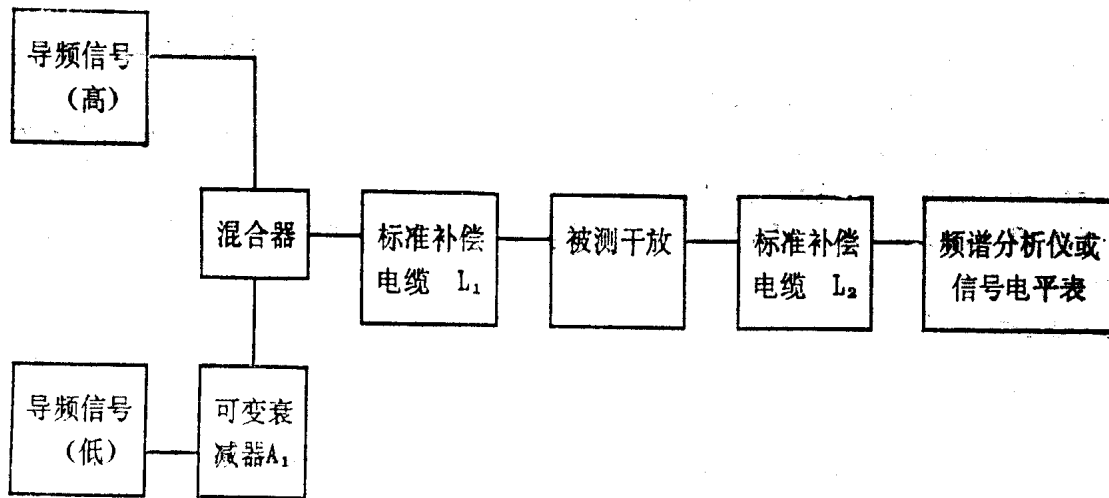 导频信号
（高）
混合器
标准补偿
电缆 L₁
被测干放
标准补偿
电缆 L₂
频谱分析仪或
信号电平表
导频信号
（低）
可变衰
减器A₁